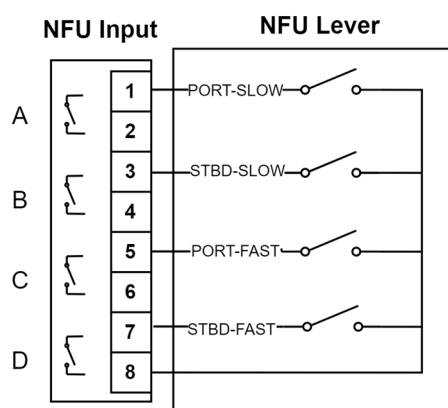 NFU Input
NFU Lever
A
1
PORT-SLOW
2
B
3
STBD-SLOW
4
C
5
PORT-FAST
6
D
7
STBD-FAST
8